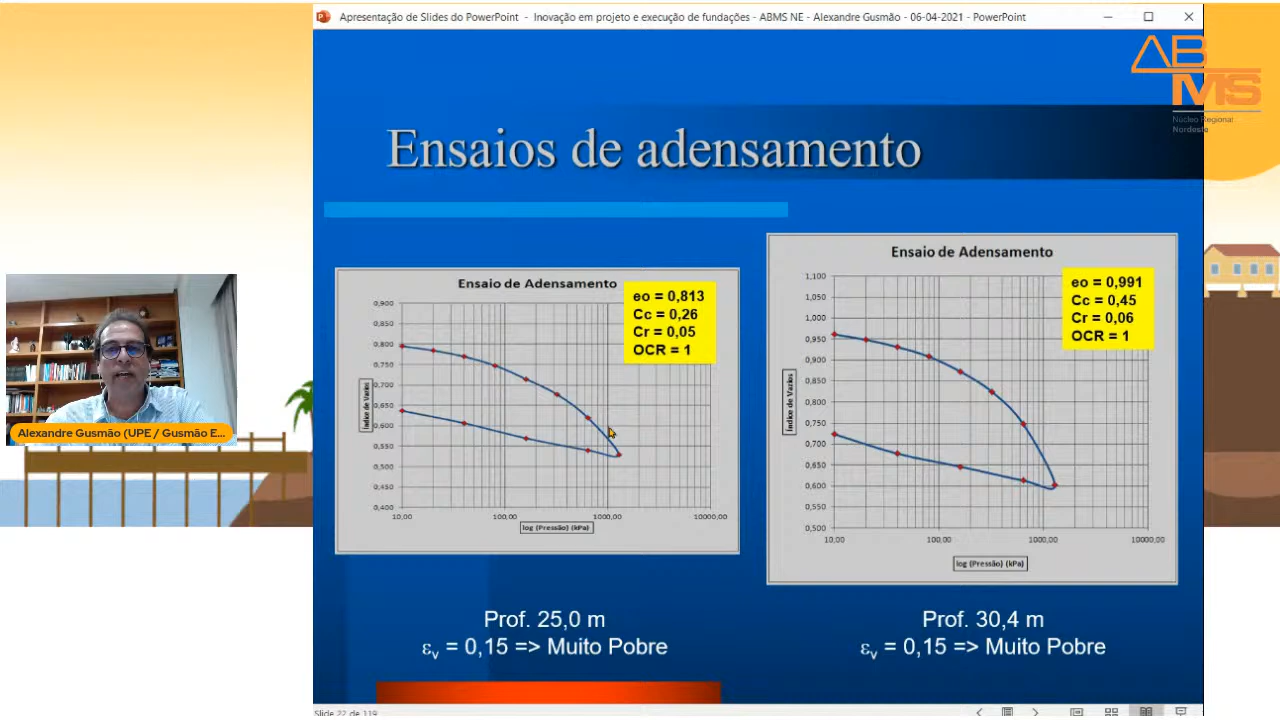 Apresentação de Slides do PowerPoint - Inovação em projeto e execução de fundações - ABMS NE - Alexandre Gusmão - 06-04-2021 - PowerPoint
ABMS
Núcleo Regional
Nordeste
Ensaios de adensamento
Ensaio de Adensamento
eo = 0,813
Cc = 0,26
Cr = 0,05
OCR = 1
0,900
0,850
0,800
0,750
0,700
0,650
0,600
0,550
0,500
0,450
0,400
Índice de Vazios
10,00 100,00 1000,00 10000,00
log (Pressão) (kPa)
Ensaio de Adensamento
eo = 0,991
Cc = 0,45
Cr = 0,06
OCR = 1
1,100
1,050
1,000
0,950
0,900
0,850
0,800
0,750
0,700
0,650
0,600
0,550
0,500
Índice de Vazios
10,00 100,00 1000,00 10000,00
log (Pressão) (kPa)
Alexandre Gusmão (UPE / Gusmão E...
Prof. 25,0 m
εv = 0,15 => Muito Pobre
Prof. 30,4 m
εv = 0,15 => Muito Pobre
Slide 22 de 119